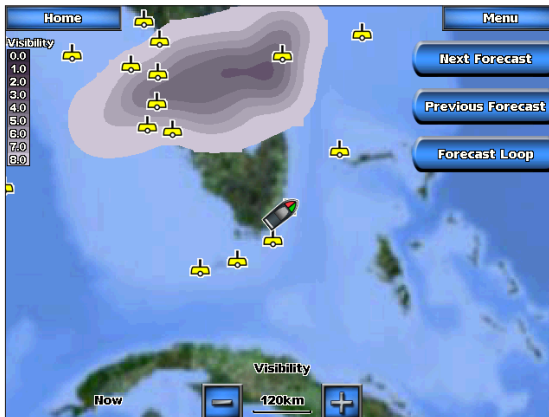 Home
Menu
Visibility
0.0
1.0
2.0
3.0
4.0
5.0
6.0
7.0
8.0
Next Forecast
Previous Forecast
Forecast Loop
Visibility
Now
120km